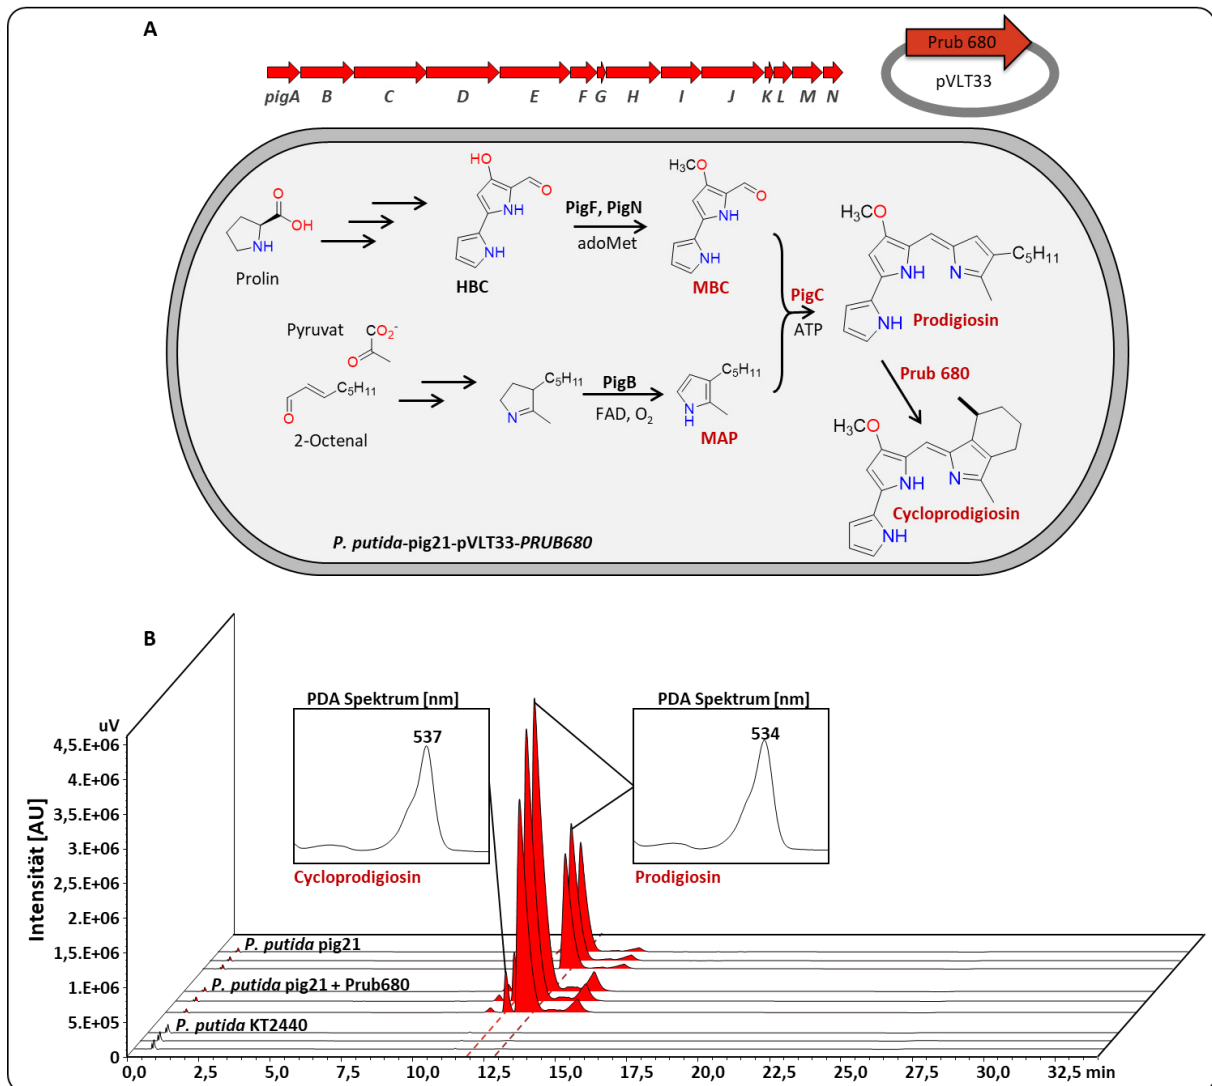 A
Prub 680
pVLT33
pigA B C D E F G H I J K L M N
HO
O
NH
NH
HBC
O
OH
NH
Prolin
PigF, PigN
adoMet
H₃CO
O
NH
NH
MBC
PigC
ATP
H₃CO
C₅H₁₁
NH
N
NH
Prodigiosin
Pyruvat
CO₂⁻
O
C₅H₁₁
O
2-Octenal
C₅H₁₁
N
PigB
FAD, O₂
C₅H₁₁
N
H
MAP
Prub 680
H₃CO
NH
N
NH
Cycloprodigiosin
P. putida-pig21-pVLT33-PRUB680
B
PDA Spektrum [nm]
537
Cycloprodigiosin
PDA Spektrum [nm]
534
Prodigiosin
uV
4,5.E+06
4.E+06
3,5.E+06
3.E+06
2,5.E+06
2.E+06
1,5.E+06
1.E+06
5.E+05
0
Intensität [AU]
P. putida pig21
P. putida pig21 + Prub680
P. putida KT2440
0,0 2,5 5,0 7,5 10,0 12,5 15,0 17,5 20,0 22,5 25,0 27,5 30,0 32,5 min